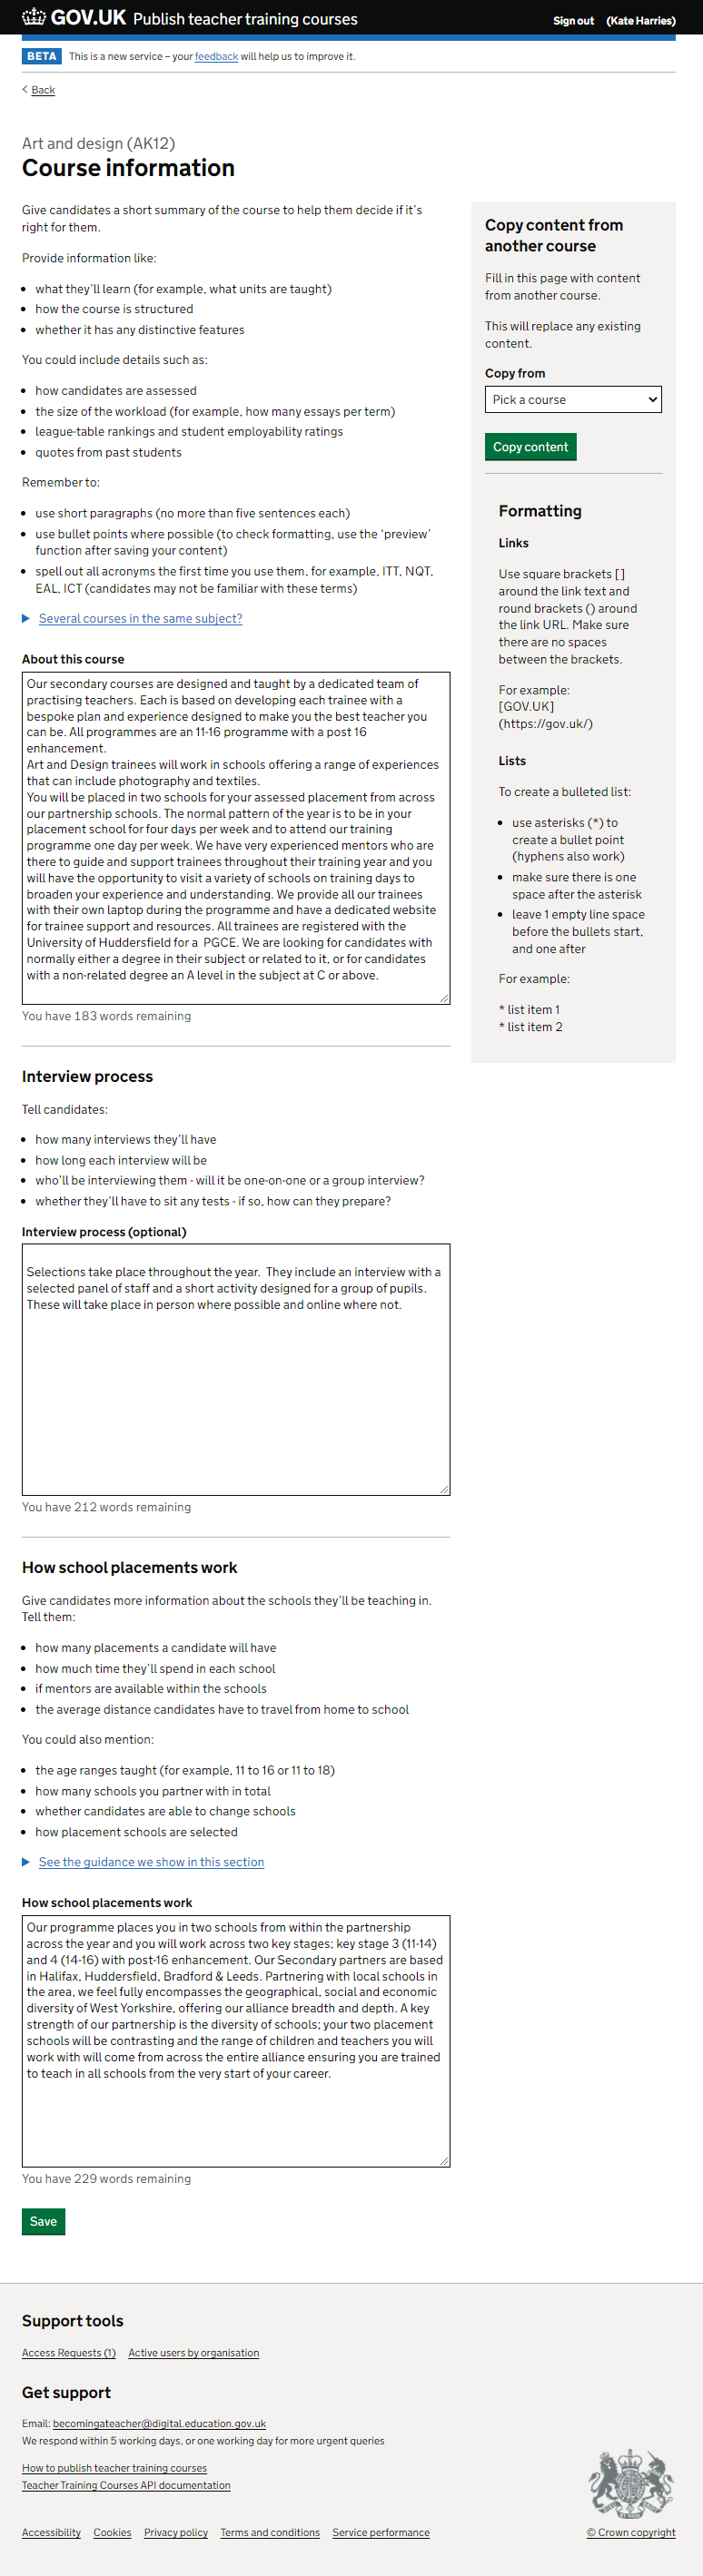 GOV.UK Publish teacher training courses
Sign out (Kate Harries)
BETA This is a new service – your feedback will help us to improve it.
Back
Art and design (AK12)
Course information
Give candidates a short summary of the course to help them decide if it’s
right for them.
Provide information like:
• what they’ll learn (for example, what units are taught)
• how the course is structured
• whether it has any distinctive features
You could include details such as:
• how candidates are assessed
• the size of the workload (for example, how many essays per term)
• league-table rankings and student employability ratings
• quotes from past students
Remember to:
• use short paragraphs (no more than five sentences each)
• use bullet points where possible (to check formatting, use the ‘preview’
function after saving your content)
• spell out all acronyms the first time you use them, for example, ITT, NQT,
EAL, ICT (candidates may not be familiar with these terms)
Several courses in the same subject?
About this course
Our secondary courses are designed and taught by a dedicated team of
practising teachers. Each is based on developing each trainee with a
bespoke plan and experience designed to make you the best teacher you
can be. All programmes are an 11-16 programme with a post 16
enhancement.
Art and Design trainees will work in schools offering a range of experiences
that can include photography and textiles.
You will be placed in two schools for your assessed placement from across
our partnership schools. The normal pattern of the year is to be in your
placement school for four days per week and to attend our training
programme one day per week. We have very experienced mentors who are
there to guide and support trainees throughout their training year and you
will have the opportunity to visit a variety of schools on training days to
broaden your experience and understanding. We provide all our trainees
with their own laptop during the programme and have a dedicated website
for trainee support and resources. All trainees are registered with the
University of Huddersfield for a  PGCE. We are looking for candidates with
normally either a degree in their subject or related to it, or for candidates
with a non-related degree an A level in the subject at C or above.
You have 183 words remaining
Interview process
Tell candidates:
• how many interviews they’ll have
• how long each interview will be
• who’ll be interviewing them - will it be one-on-one or a group interview?
• whether they’ll have to sit any tests - if so, how can they prepare?
Interview process (optional)
Selections take place throughout the year.  They include an interview with a
selected panel of staff and a short activity designed for a group of pupils.
These will take place in person where possible and online where not.
You have 212 words remaining
How school placements work
Give candidates more information about the schools they’ll be teaching in.
Tell them:
• how many placements a candidate will have
• how much time they’ll spend in each school
• if mentors are available within the schools
• the average distance candidates have to travel from home to school
You could also mention:
• the age ranges taught (for example, 11 to 16 or 11 to 18)
• how many schools you partner with in total
• whether candidates are able to change schools
• how placement schools are selected
See the guidance we show in this section
How school placements work
Our programme places you in two schools from within the partnership
across the year and you will work across two key stages; key stage 3 (11-14)
and 4 (14-16) with post-16 enhancement. Our Secondary partners are based
in Halifax, Huddersfield, Bradford & Leeds. Partnering with local schools in
the area, we feel fully encompasses the geographical, social and economic
diversity of West Yorkshire, offering our alliance breadth and depth. A key
strength of our partnership is the diversity of schools; your two placement
schools will be contrasting and the range of children and teachers you will
work with will come from across the entire alliance ensuring you are trained
to teach in all schools from the very start of your career.
You have 229 words remaining
Save
Copy content from
another course
Fill in this page with content
from another course.
This will replace any existing
content.
Copy from
Pick a course
Copy content
Formatting
Links
Use square brackets []
around the link text and
round brackets () around
the link URL. Make sure
there are no spaces
between the brackets.
For example:
[GOV.UK]
(https://gov.uk/)
Lists
To create a bulleted list:
• use asterisks (*) to
create a bullet point
(hyphens also work)
• make sure there is one
space after the asterisk
• leave 1 empty line space
before the bullets start,
and one after
For example:
* list item 1
* list item 2
Support tools
Access Requests (1) Active users by organisation
Get support
Email: becomingateacher@digital.education.gov.uk
We respond within 5 working days, or one working day for more urgent queries
How to publish teacher training courses
Teacher Training Courses API documentation
Accessibility Cookies Privacy policy Terms and conditions Service performance
© Crown copyright